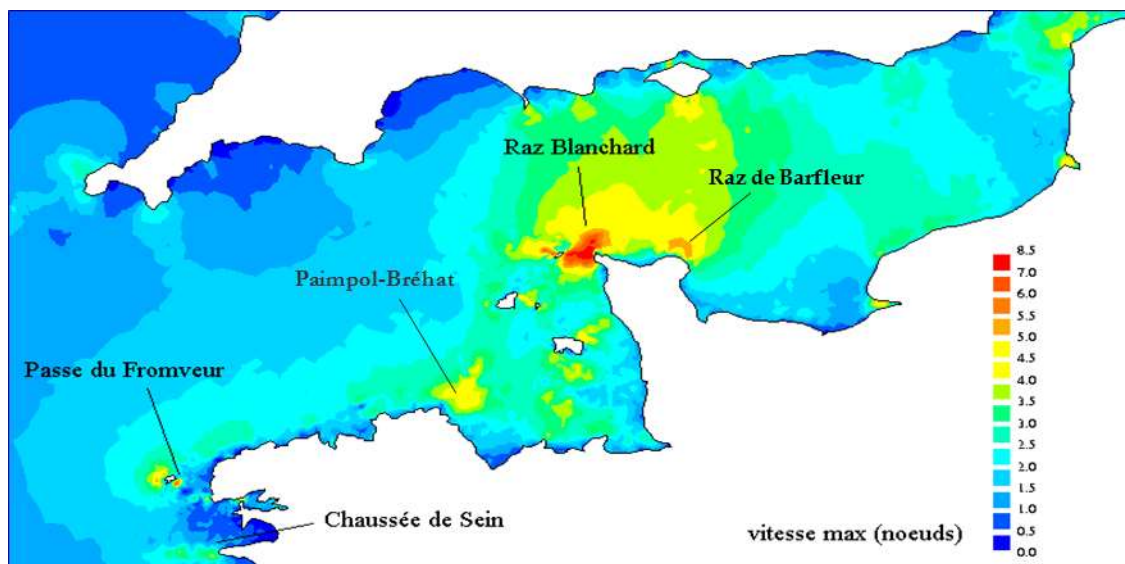 Raz Blanchard
Raz de Barfleur
Paimpol-Bréhat
Passe du Fromveur
Chaussée de Sein
vitesse max (noeuds)
8.5
7.0
6.0
5.5
5.0
4.5
4.0
3.5
3.0
2.5
2.0
1.5
1.0
0.5
0.0